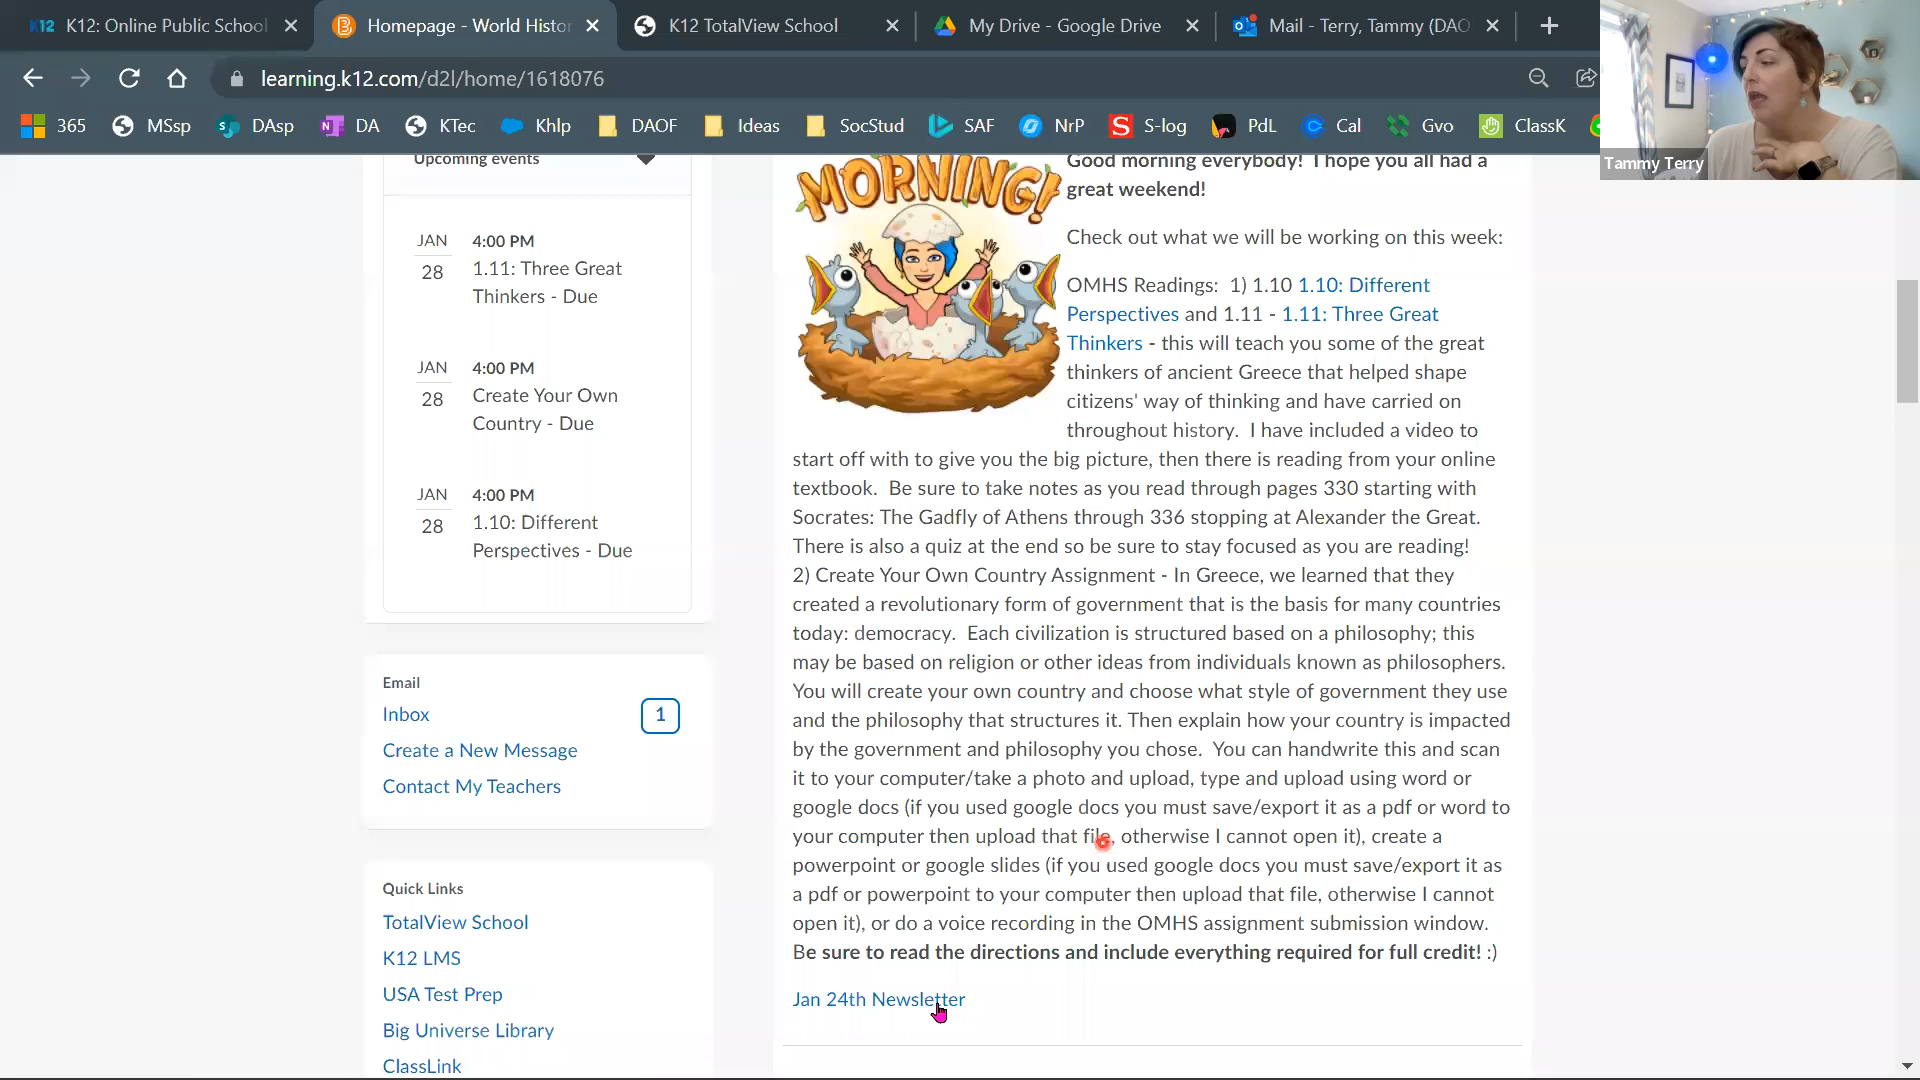 K12 K12: Online Public School
Homepage - World Histor
K12 TotalView School
My Drive - Google Drive
Mail - Terry, Tammy (DAO
learning.k12.com/d2l/home/1618076
365
MSsp
DAsp
DA
KTec
Khlp
DAOF
Ideas
SocStud
SAF
NrP
S-log
PdL
Cal
Gvo
ClassK
Tammy Terry
Upcoming events
JAN
28
4:00 PM
1.11: Three Great
Thinkers - Due
JAN
28
4:00 PM
Create Your Own
Country - Due
JAN
28
4:00 PM
1.10: Different
Perspectives - Due
Email
Inbox
1
Create a New Message
Contact My Teachers
Quick Links
TotalView School
K12 LMS
USA Test Prep
Big Universe Library
ClassLink
MORNING!
Good morning everybody! I hope you all had a
great weekend!
Check out what we will be working on this week:
OMHS Readings: 1) 1.10 1.10: Different
Perspectives and 1.11 - 1.11: Three Great
Thinkers - this will teach you some of the great
thinkers of ancient Greece that helped shape
citizens' way of thinking and have carried on
throughout history. I have included a video to
start off with to give you the big picture, then there is reading from your online
textbook. Be sure to take notes as you read through pages 330 starting with
Socrates: The Gadfly of Athens through 336 stopping at Alexander the Great.
There is also a quiz at the end so be sure to stay focused as you are reading!
2) Create Your Own Country Assignment - In Greece, we learned that they
created a revolutionary form of government that is the basis for many countries
today: democracy. Each civilization is structured based on a philosophy; this
may be based on religion or other ideas from individuals known as philosophers.
You will create your own country and choose what style of government they use
and the philosophy that structures it. Then explain how your country is impacted
by the government and philosophy you chose. You can handwrite this and scan
it to your computer/take a photo and upload, type and upload using word or
google docs (if you used google docs you must save/export it as a pdf or word to
your computer then upload that file, otherwise I cannot open it), create a
powerpoint or google slides (if you used google docs you must save/export it as
a pdf or powerpoint to your computer then upload that file, otherwise I cannot
open it), or do a voice recording in the OMHS assignment submission window.
Be sure to read the directions and include everything required for full credit! :)
Jan 24th Newsletter